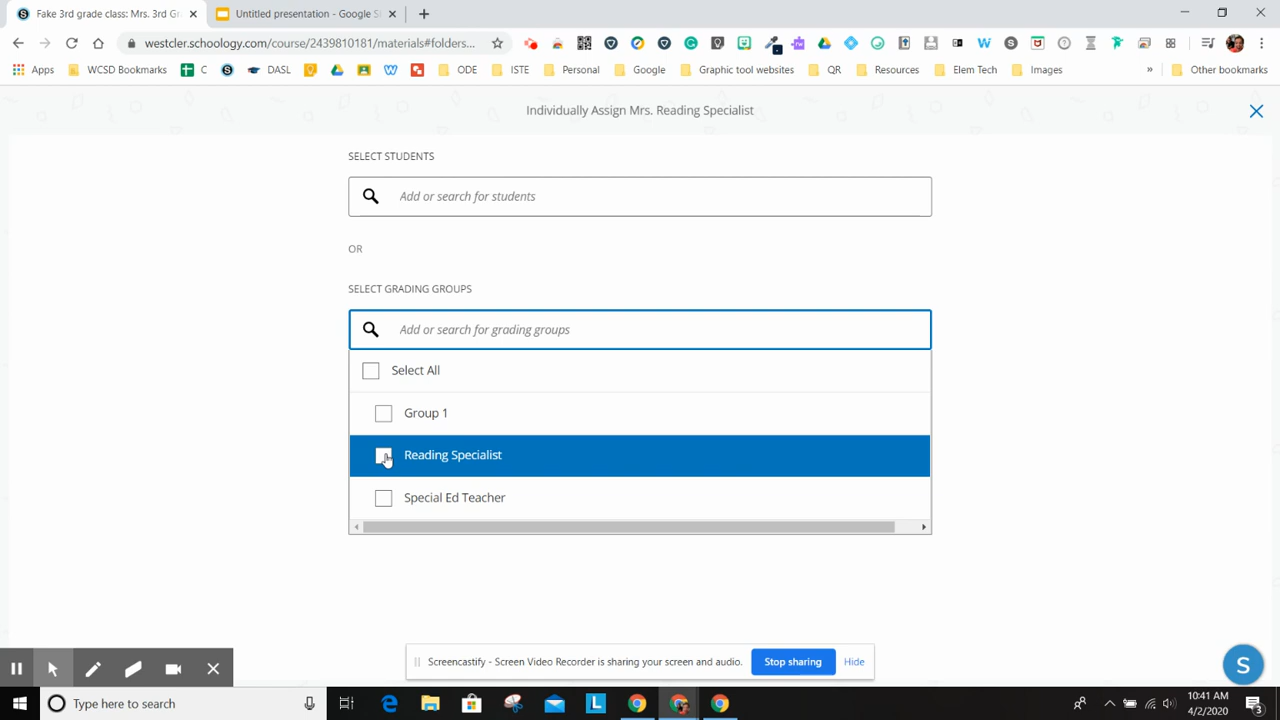 Fake 3rd grade class: Mrs. 3rd Gr
Untitled presentation - Google Sl
westcler.schoology.com/course/2439810181/materials#folders...
Apps
WCSD Bookmarks
C
DASL
ODE
ISTE
Personal
Google
Graphic tool websites
QR
Resources
Elem Tech
Images
»
Other bookmarks
Individually Assign Mrs. Reading Specialist
SELECT STUDENTS
Add or search for students
OR
SELECT GRADING GROUPS
Add or search for grading groups
Select All
Group 1
Reading Specialist
Special Ed Teacher
Screencastify - Screen Video Recorder is sharing your screen and audio.
Stop sharing
Hide
S
Type here to search
L
10:41 AM
4/2/2020
3